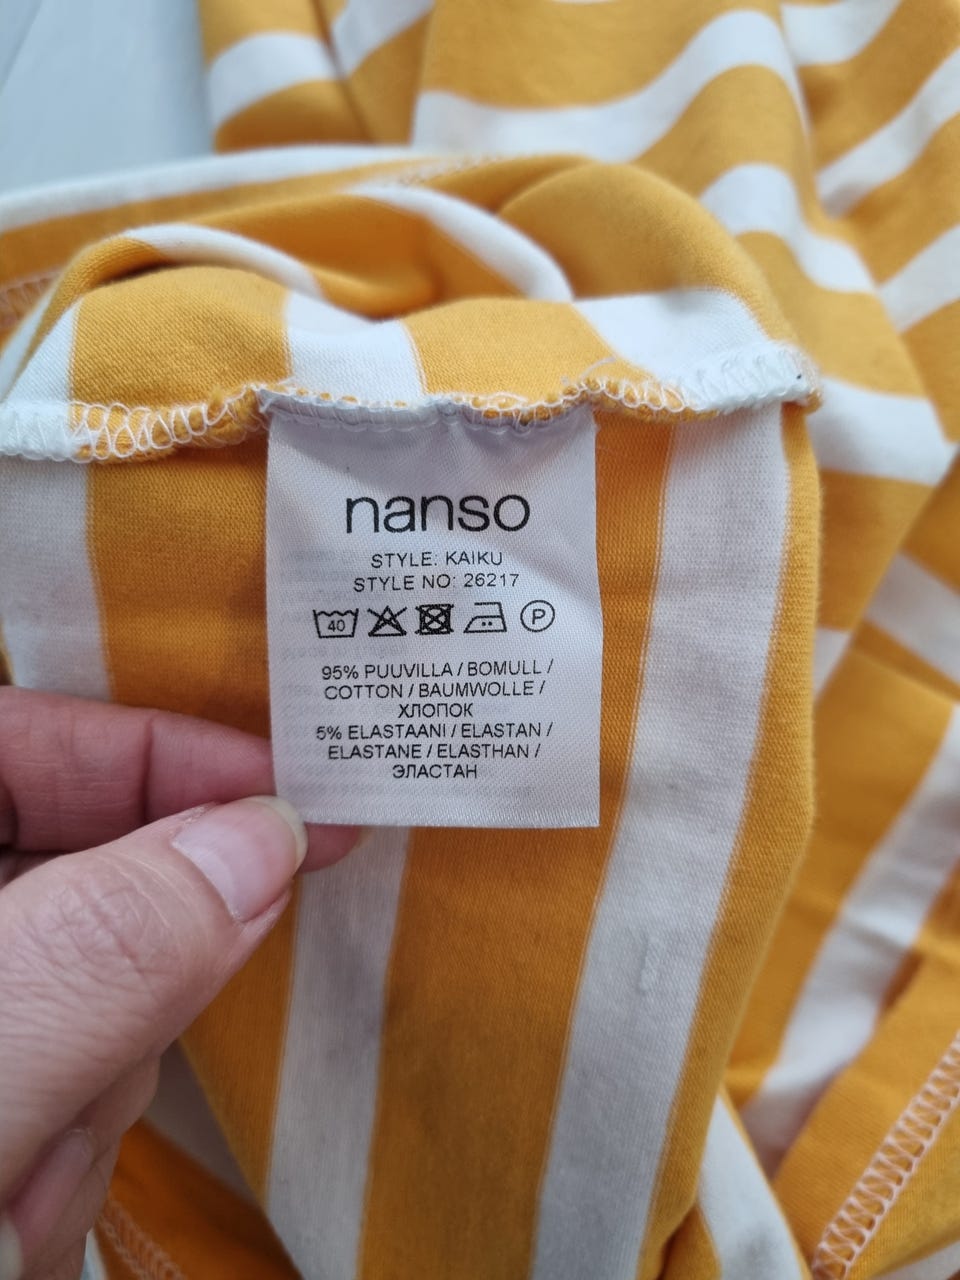 nanso
STYLE: KAIKU
STYLE NO: 26217
40 P
95% PUUVILLA / BOMULL /
COTTON / BAUMWOLLE /
ХЛОПОК
5% ELASTAANI / ELASTAN /
ELASTANE / ELASTHAN /
ЭЛАСТАН